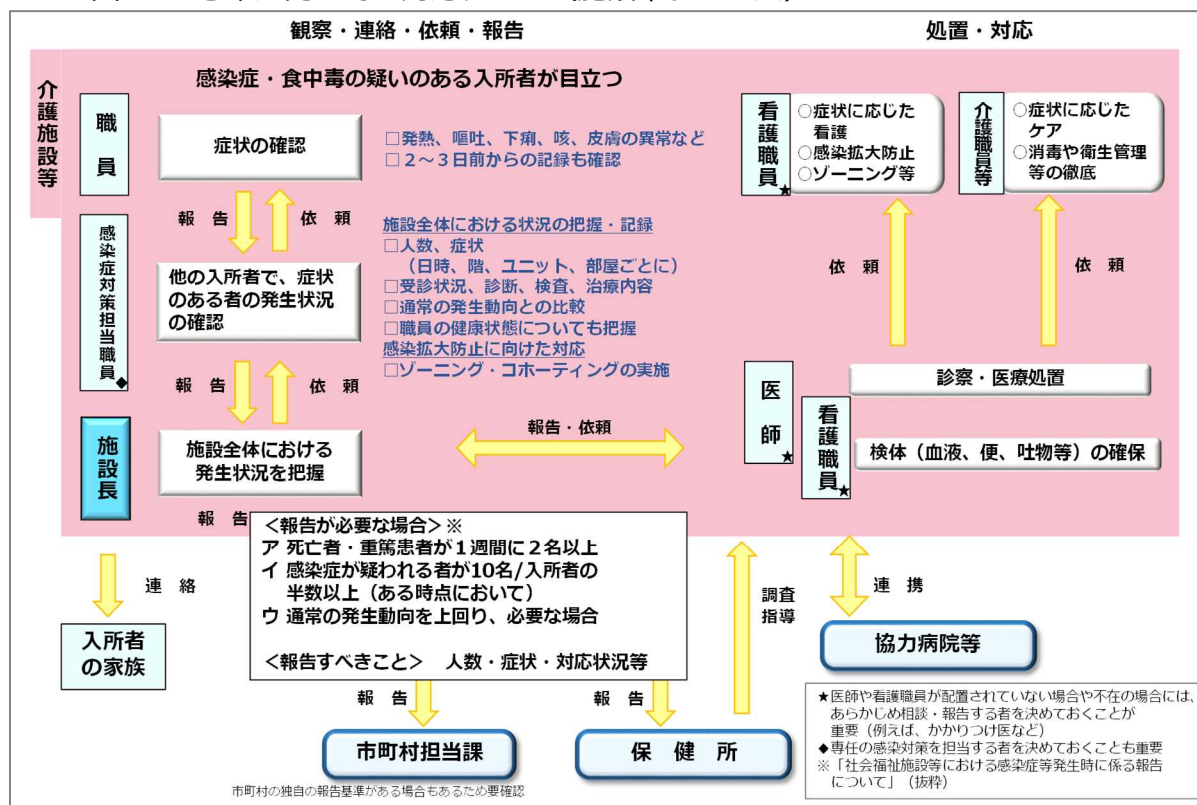 観察・連絡・依頼・報告
処置・対応
介護施設等
感染症・食中毒の疑いのある入所者が目立つ
職員
症状の確認
□発熱、嘔吐、下痢、咳、皮膚の異常など
□２～３日前からの記録も確認
看護職員★
○症状に応じた
看護
○感染拡大防止
○ゾーニング等
介護職員等
○症状に応じた
ケア
○消毒や衛生管理
等の徹底
報告
依頼
感染症対策担当職員◆
他の入所者で、症状
のある者の発生状況
の確認
施設全体における状況の把握・記録
□人数、症状
（日時、階、ユニット、部屋ごとに）
□受診状況、診断、検査、治療内容
□通常の発生動向との比較
□職員の健康状態についても把握
感染拡大防止に向けた対応
□ゾーニング・コホーティングの実施
依頼
依頼
報告
依頼
医師★
看護職員★
診察・医療処置
検体（血液、便、吐物等）の確保
施設長
施設全体における
発生状況を把握
報告・依頼
報告
＜報告が必要な場合＞※
ア 死亡者・重篤患者が１週間に２名以上
イ 感染症が疑われる者が10名/入所者の
半数以上（ある時点において）
ウ 通常の発生動向を上回り、必要な場合
＜報告すべきこと＞　人数・症状・対応状況等
連絡
入所者
の家族
調査
指導
連携
協力病院等
報告
報告
市町村担当課
保健所
市町村の独自の報告基準がある場合もあるため要確認
★医師や看護職員が配置されていない場合や不在の場合には、
あらかじめ相談・報告する者を決めておくことが
重要（例えば、かかりつけ医など）
◆専任の感染対策を担当する者を決めておくことも重要
※「社会福祉施設等における感染症等発生時に係る報告
について」（抜粋）